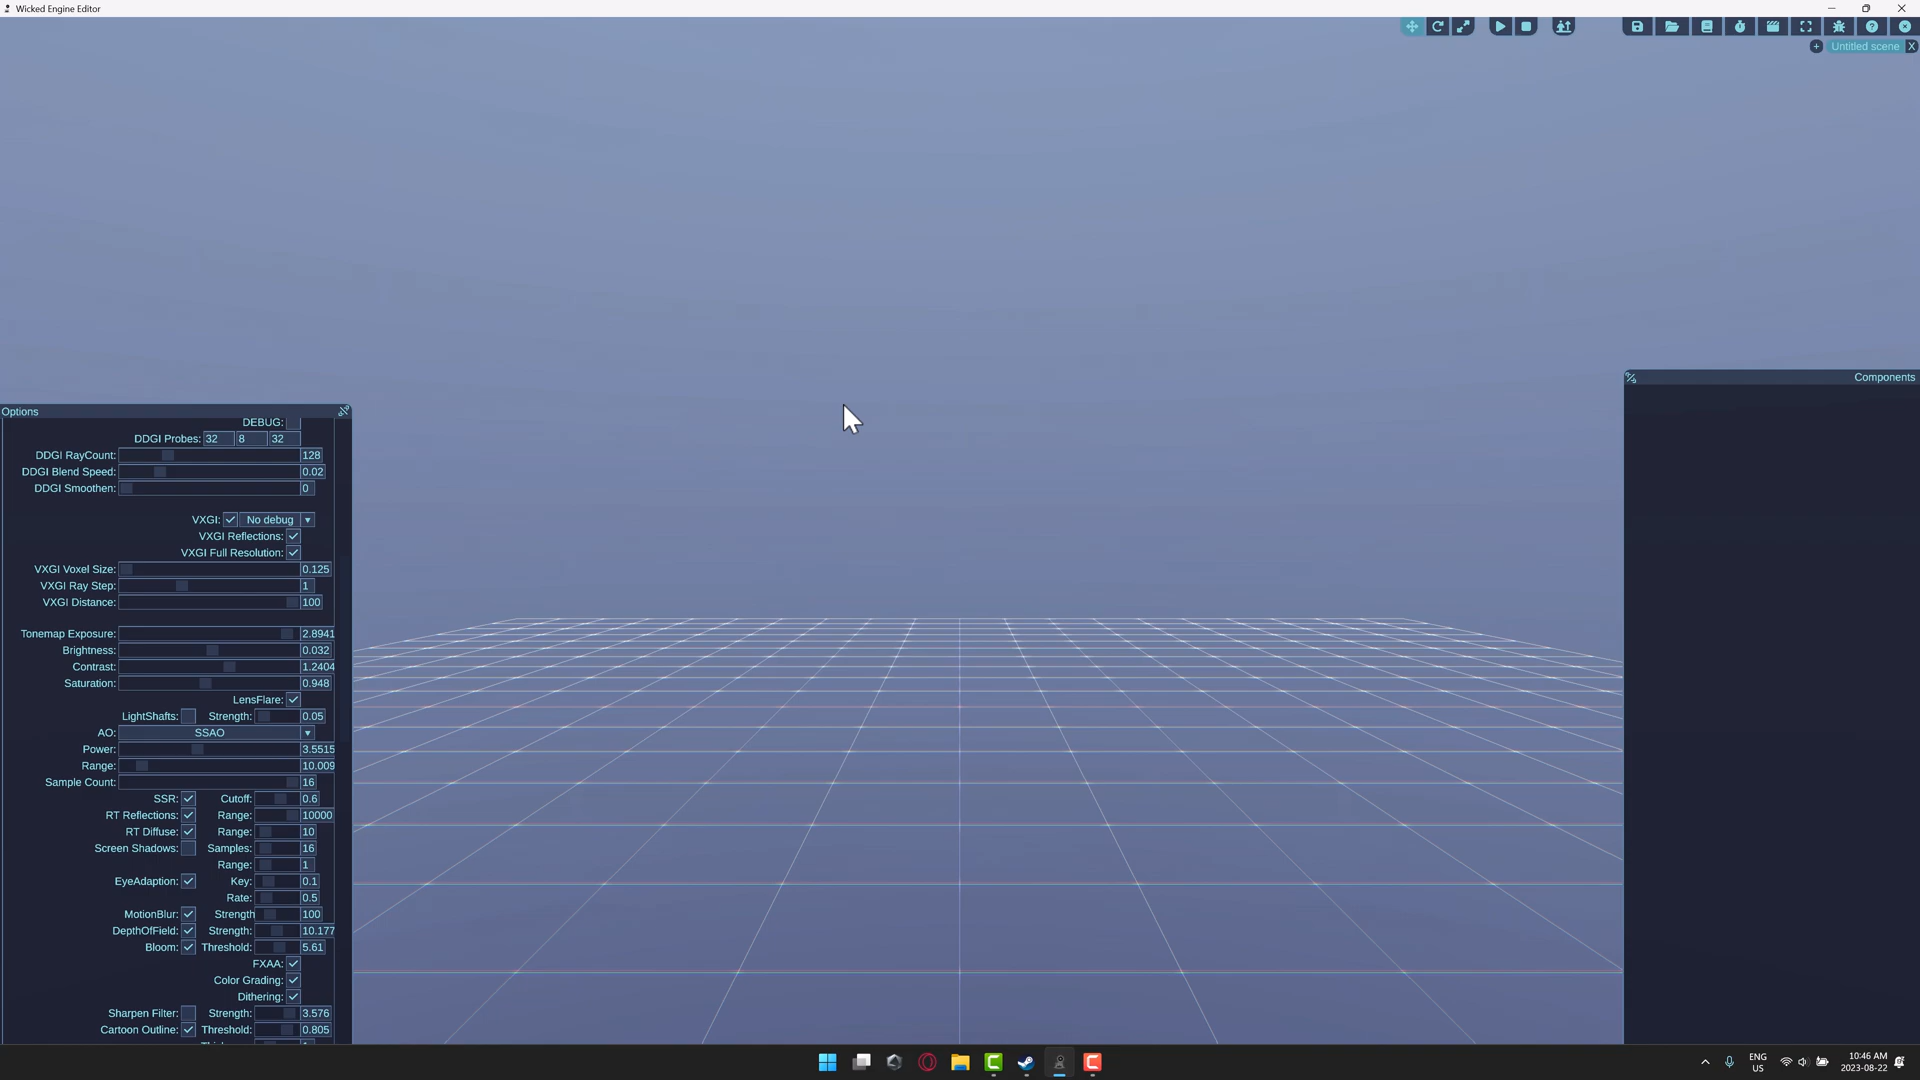 Wicked Engine Editor
Untitled scene X
Options
Components
DEBUG:
DDGI Probes: 32 8 32
DDGI RayCount: 128
DDGI Blend Speed: 0.02
DDGI Smoothen: 0
VXGI: No debug
VXGI Reflections:
VXGI Full Resolution:
VXGI Voxel Size: 0.125
VXGI Ray Step: 1
VXGI Distance: 100
Tonemap Exposure: 2.8941
Brightness: 0.032
Contrast: 1.2404
Saturation: 0.948
LensFlare:
LightShafts: Strength: 0.05
AO: SSAO
Power: 3.5515
Range: 10.009
Sample Count: 16
SSR: Cutoff: 0.6
RT Reflections: Range: 10000
RT Diffuse: Range: 10
Screen Shadows: Samples: 16
Range: 1
EyeAdaption: Key: 0.1
Rate: 0.5
MotionBlur: Strength 100
DepthOfField: Strength: 10.177
Bloom: Threshold: 5.61
FXAA:
Color Grading:
Dithering:
Sharpen Filter: Strength: 3.576
Cartoon Outline: Threshold: 0.805
ENG
US
10:46 AM
2023-08-22